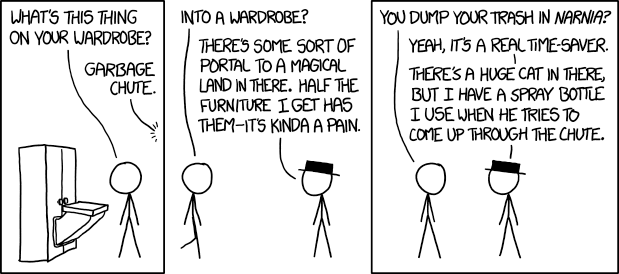 WHAT'S THIS THING
ON YOUR WARDROBE?
GARBAGE
CHUTE.
INTO A WARDROBE?
THERE'S SOME SORT OF
PORTAL TO A MAGICAL
LAND IN THERE. HALF THE
FURNITURE I GET HAS
THEM—IT'S KINDA A PAIN.
YOU DUMP YOUR TRASH IN NARNIA?
YEAH, IT'S A REAL TIME-SAVER.
THERE'S A HUGE CAT IN THERE,
BUT I HAVE A SPRAY BOTTLE
I USE WHEN HE TRIES TO
COME UP THROUGH THE CHUTE.